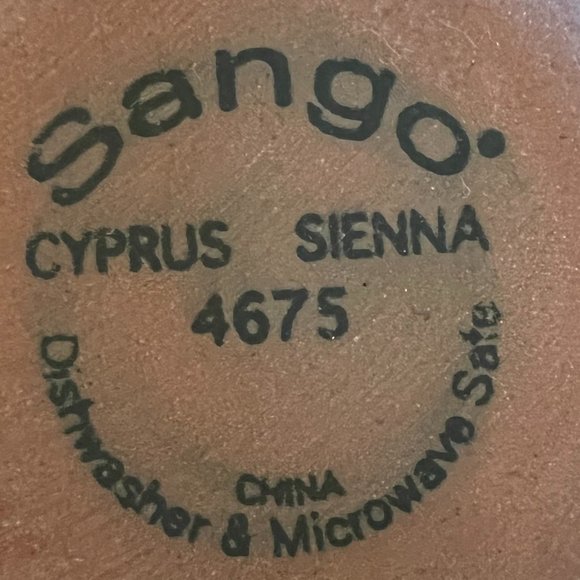 Sango®
CYPRUS SIENNA
4675
CHINA
Dishwasher & Microwave Safe